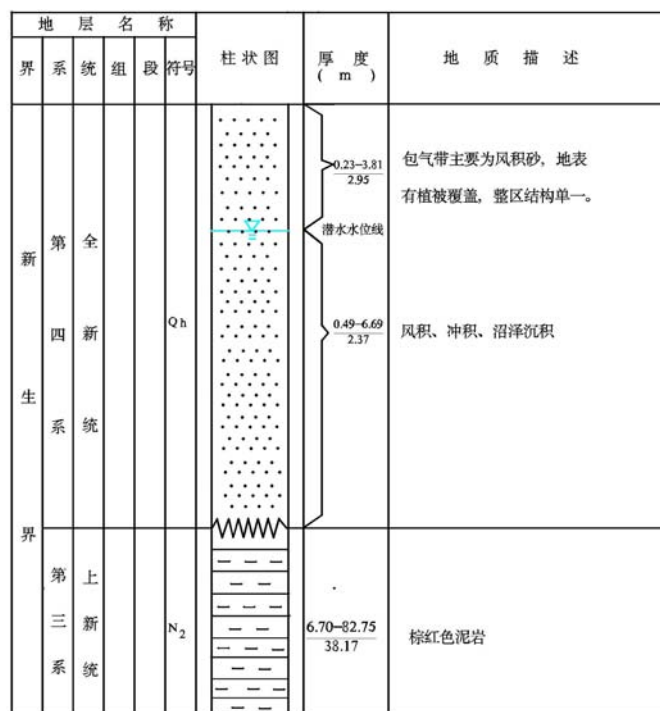 地层名称
界 系 统 组 段 符号 柱状图 厚度 地质描述
(m)
新生界
第四系
全新统
Qh
0.23–3.81
2.95
包气带主要为风积砂，地表
有植被覆盖，整区结构单一。
潜水水位线
0.49–6.69
2.37
风积、冲积、沼泽沉积
第三系
上新统
N2
6.70–82.75
38.17
棕红色泥岩